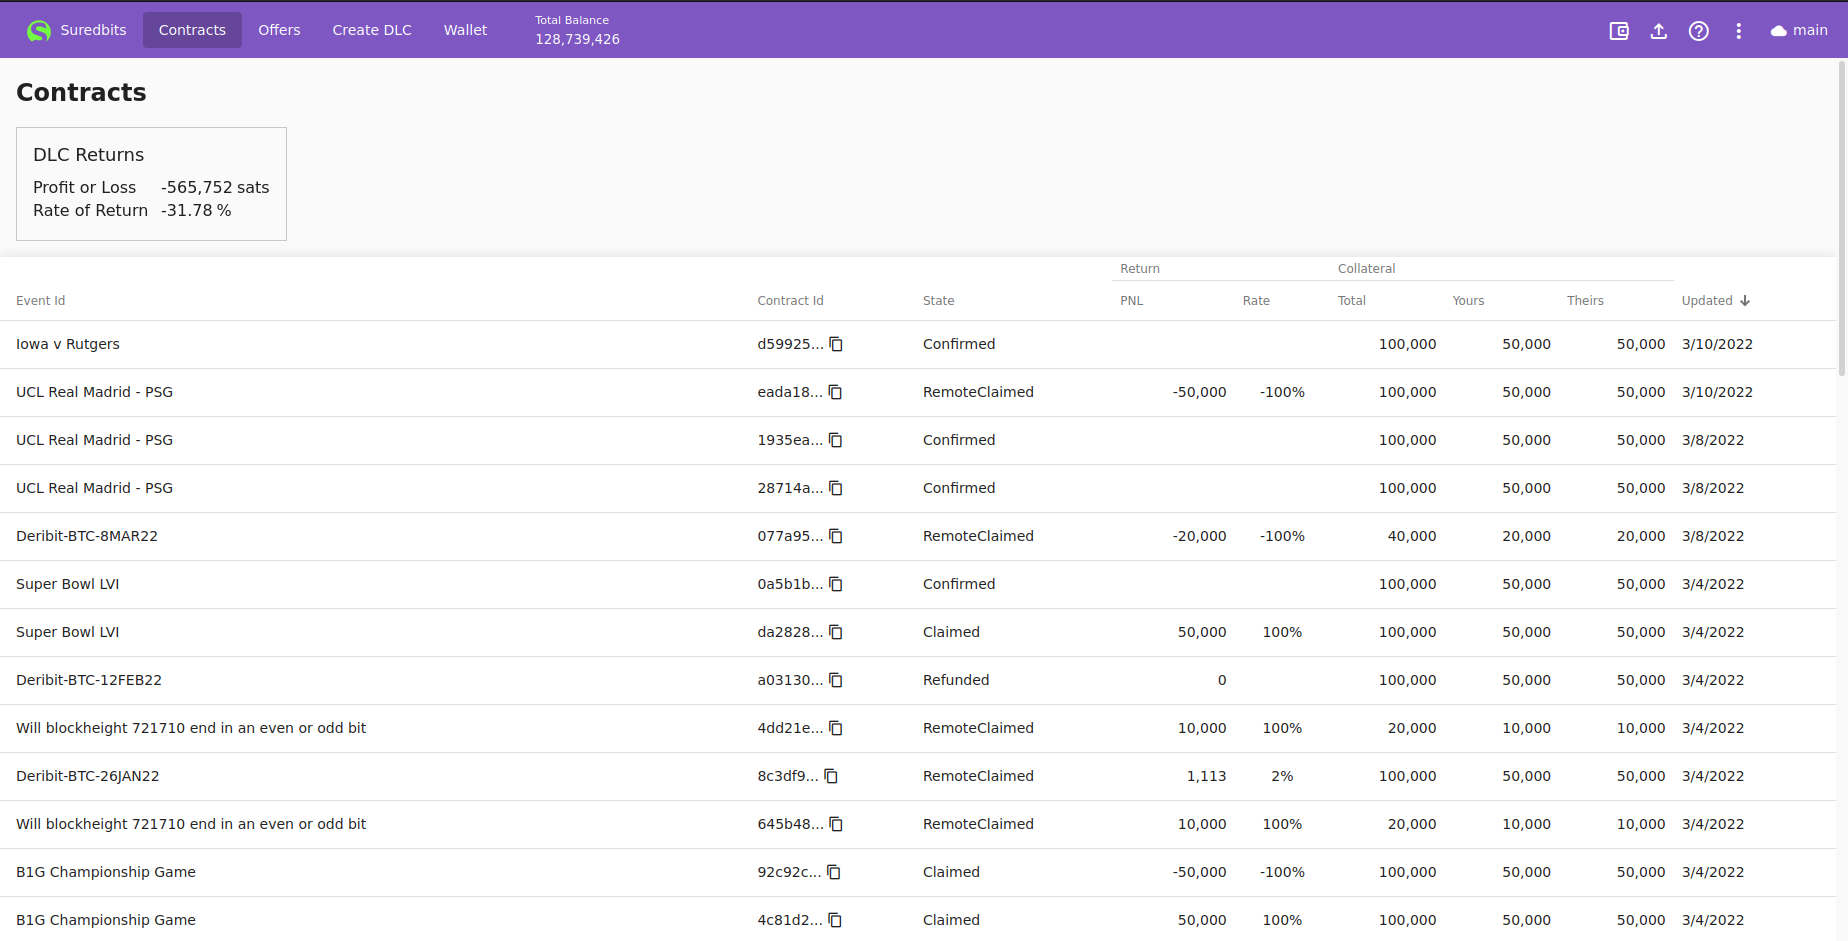 Suredbits Contracts Offers Create DLC Wallet Total Balance 128,739,426 main
Contracts
DLC Returns
Profit or Loss -565,752 sats
Rate of Return -31.78 %
Return Collateral
Event Id Contract Id State PNL Rate Total Yours Theirs Updated
Iowa v Rutgers d59925... Confirmed 100,000 50,000 50,000 3/10/2022
UCL Real Madrid - PSG eada18... RemoteClaimed -50,000 -100% 100,000 50,000 50,000 3/10/2022
UCL Real Madrid - PSG 1935ea... Confirmed 100,000 50,000 50,000 3/8/2022
UCL Real Madrid - PSG 28714a... Confirmed 100,000 50,000 50,000 3/8/2022
Deribit-BTC-8MAR22 077a95... RemoteClaimed -20,000 -100% 40,000 20,000 20,000 3/8/2022
Super Bowl LVI 0a5b1b... Confirmed 100,000 50,000 50,000 3/4/2022
Super Bowl LVI da2828... Claimed 50,000 100% 100,000 50,000 50,000 3/4/2022
Deribit-BTC-12FEB22 a03130... Refunded 0 100,000 50,000 50,000 3/4/2022
Will blockheight 721710 end in an even or odd bit 4dd21e... RemoteClaimed 10,000 100% 20,000 10,000 10,000 3/4/2022
Deribit-BTC-26JAN22 8c3df9... RemoteClaimed 1,113 2% 100,000 50,000 50,000 3/4/2022
Will blockheight 721710 end in an even or odd bit 645b48... RemoteClaimed 10,000 100% 20,000 10,000 10,000 3/4/2022
B1G Championship Game 92c92c... Claimed -50,000 -100% 100,000 50,000 50,000 3/4/2022
B1G Championship Game 4c81d2... Claimed 50,000 100% 100,000 50,000 50,000 3/4/2022